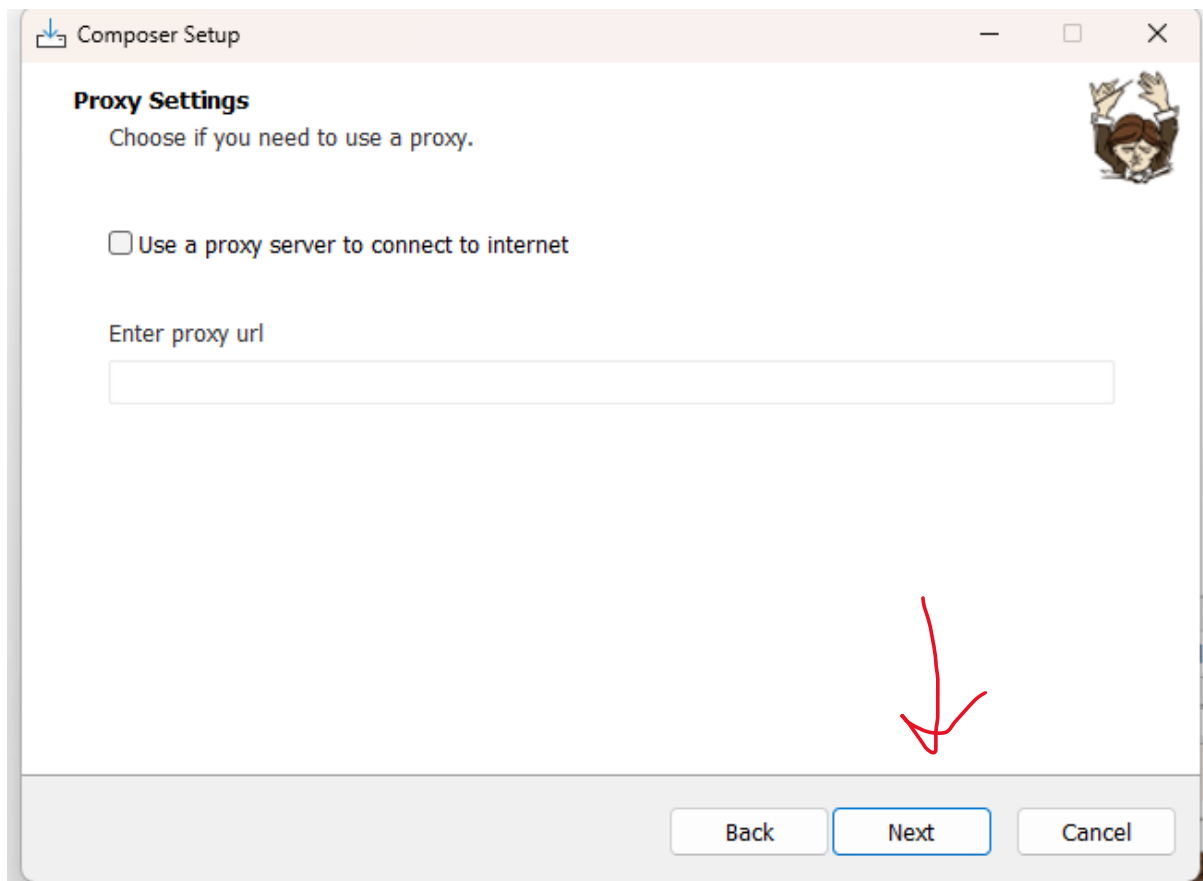 Composer Setup
Proxy Settings
Choose if you need to use a proxy.
Use a proxy server to connect to internet
Enter proxy url
Back Next Cancel